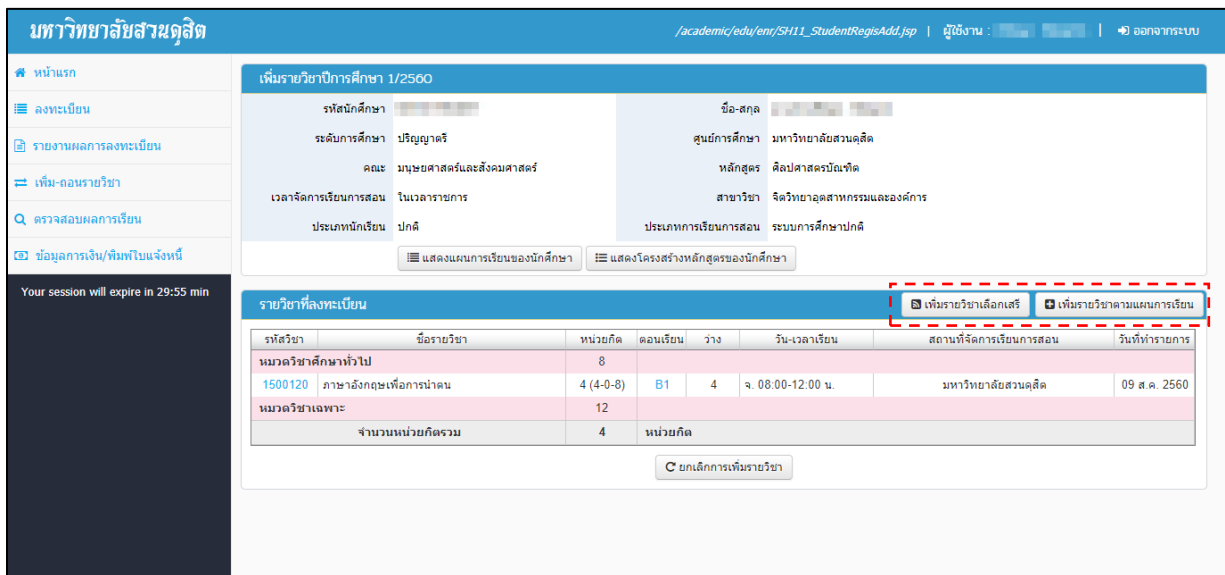 มหาวิทยาลัยสวนดุสิต
/academic/edu/enr/SH11_StudentRegisAdd.jsp | ผู้ใช้งาน : | ออกจากระบบ
หน้าแรก
ลงทะเบียน
รายงานผลการลงทะเบียน
เพิ่ม-ถอนรายวิชา
ตรวจสอบผลการเรียน
ข้อมูลการเงิน/พิมพ์ใบแจ้งหนี้
Your session will expire in 29:55 min
เพิ่มรายวิชาปีการศึกษา 1/2560
รหัสนักศึกษา ชื่อ-สกุล
ระดับการศึกษา ปริญญาตรี ศูนย์การศึกษา มหาวิทยาลัยสวนดุสิต
คณะ มนุษยศาสตร์และสังคมศาสตร์ หลักสูตร ศิลปศาสตรบัณฑิต
เวลาจัดการเรียนการสอน ในเวลาราชการ สาขาวิชา จิตวิทยาอุตสาหกรรมและองค์การ
ประเภทนักเรียน ปกติ ประเภทการเรียนการสอน ระบบการศึกษาปกติ
แสดงแผนการเรียนของนักศึกษา แสดงโครงสร้างหลักสูตรของนักศึกษา
รายวิชาที่ลงทะเบียน เพิ่มรายวิชาเลือกเสรี เพิ่มรายวิชาตามแผนการเรียน
รหัสวิชา ชื่อรายวิชา หน่วยกิต ตอนเรียน ว่าง วัน-เวลาเรียน สถานที่จัดการเรียนการสอน วันที่ทำรายการ
หมวดวิชาศึกษาทั่วไป 8
1500120 ภาษาอังกฤษเพื่อการนำตน 4 (4-0-8) B1 4 จ. 08:00-12:00 น. มหาวิทยาลัยสวนดุสิต 09 ส.ค. 2560
หมวดวิชาเฉพาะ 12
จำนวนหน่วยกิตรวม 4 หน่วยกิต
ยกเลิกการเพิ่มรายวิชา